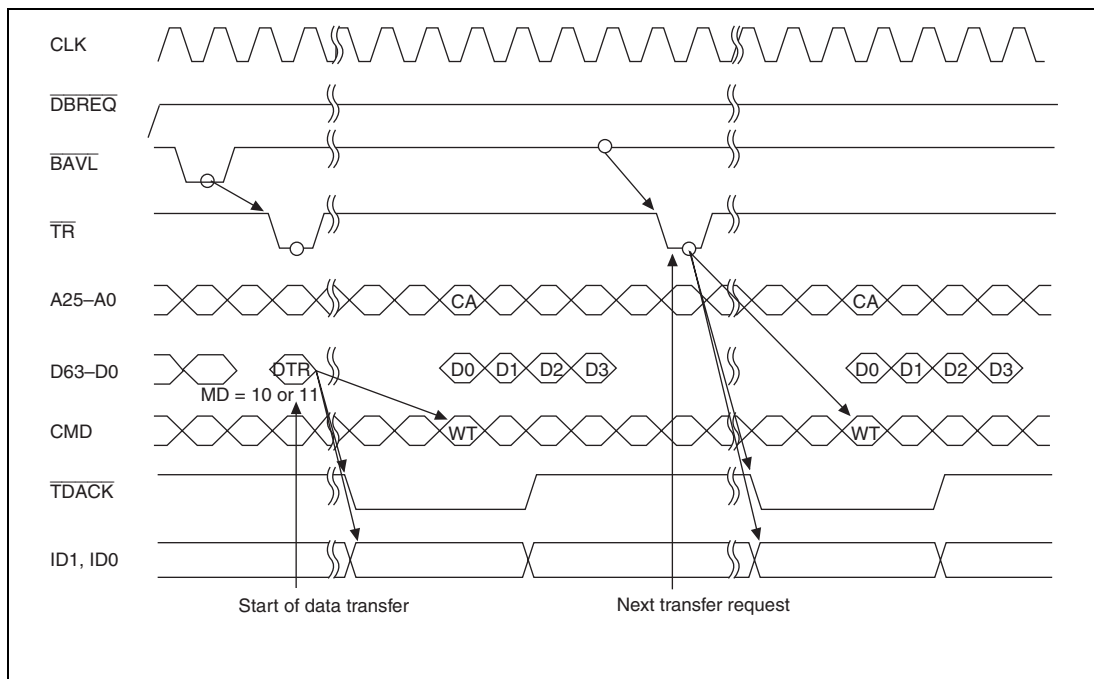 CLK
DBREQ
BAVL
TR
A25–A0 CA CA
D63–D0 DTR D0 D1 D2 D3 D0 D1 D2 D3
MD = 10 or 11
CMD WT WT
TDACK
ID1, ID0
Start of data transfer Next transfer request